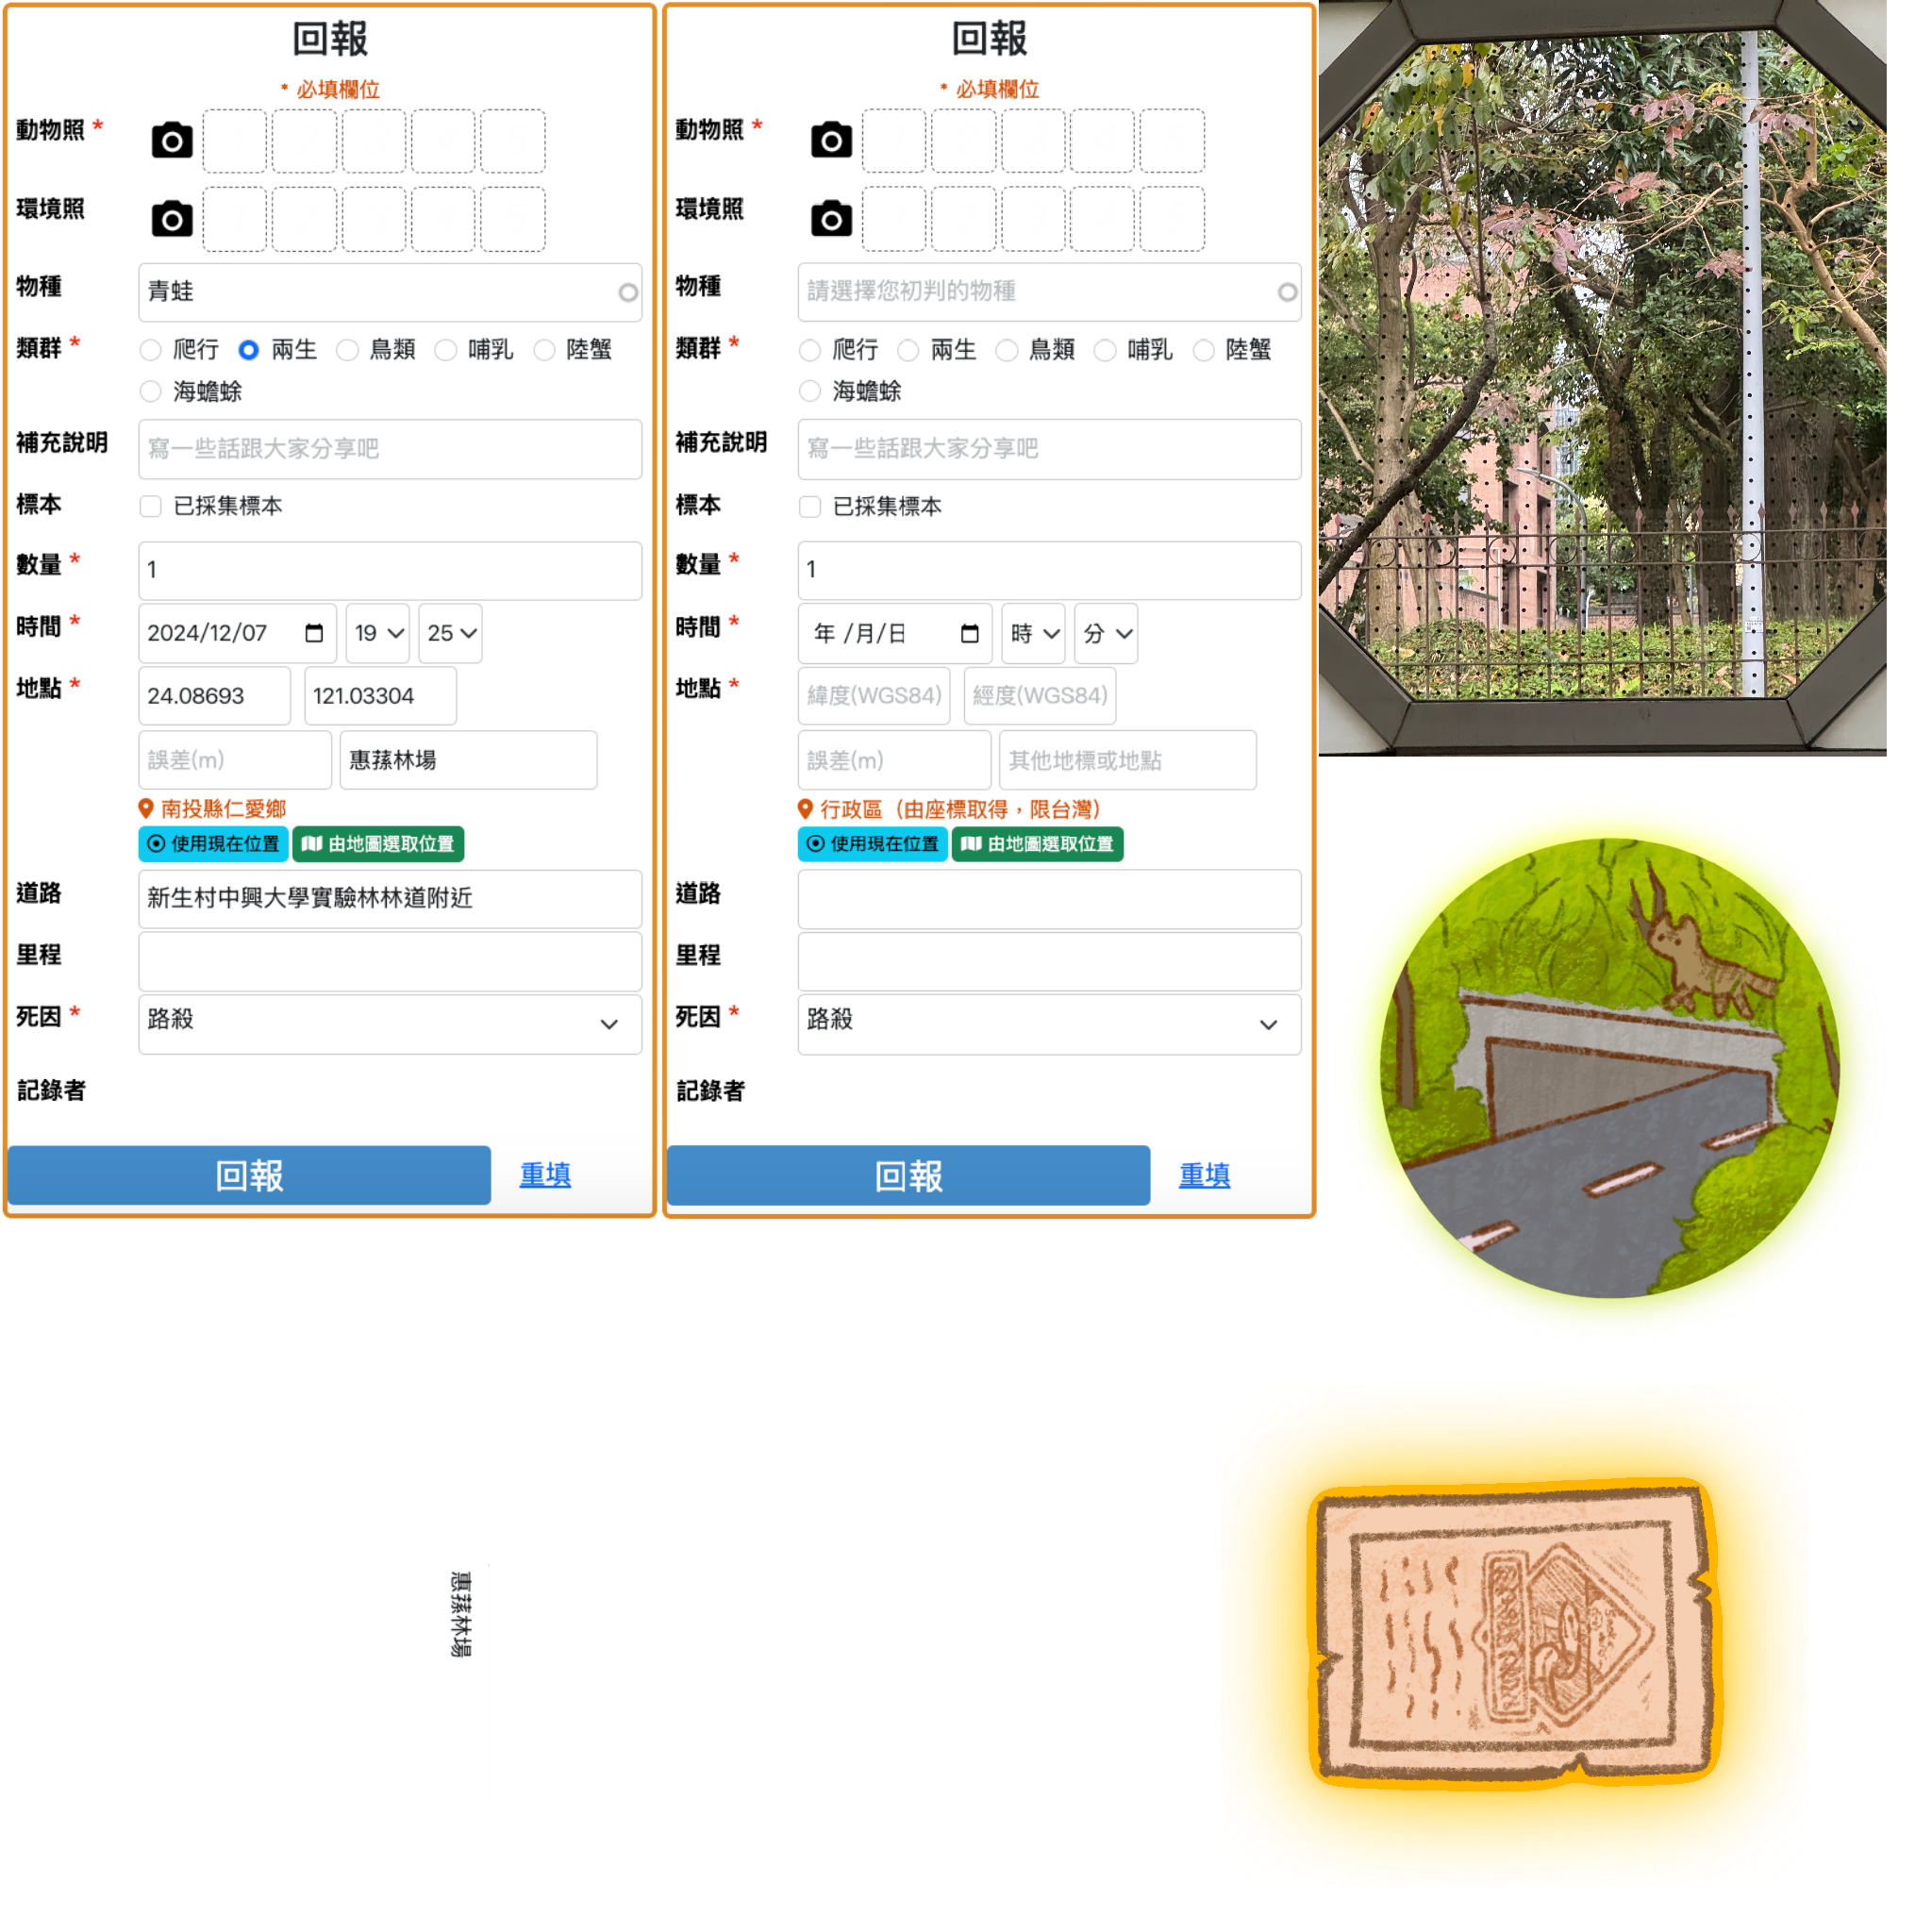 回報
* 必填欄位
動物照 *
環境照
物種 青蛙
類群 * 爬行 兩生 鳥類 哺乳 陸蟹
海蟾蜍
補充說明 寫一些話跟大家分享吧
標本 已採集標本
數量 * 1
時間 * 2024/12/07 19 25
地點 * 24.08693 121.03304
誤差(m) 惠蓀林場
南投縣仁愛鄉
使用現在位置 由地圖選取位置
道路 新生村中興大學實驗林林道附近
里程
死因 * 路殺
記錄者
回報 重填
回報
* 必填欄位
動物照 *
環境照
物種 請選擇您初判的物種
類群 * 爬行 兩生 鳥類 哺乳 陸蟹
海蟾蜍
補充說明 寫一些話跟大家分享吧
標本 已採集標本
數量 * 1
時間 * 年 /月/日 時 分
地點 * 緯度(WGS84) 經度(WGS84)
誤差(m) 其他地標或地點
行政區（由座標取得，限台灣）
使用現在位置 由地圖選取位置
道路
里程
死因 * 路殺
記錄者
回報 重填
惠蓀林場